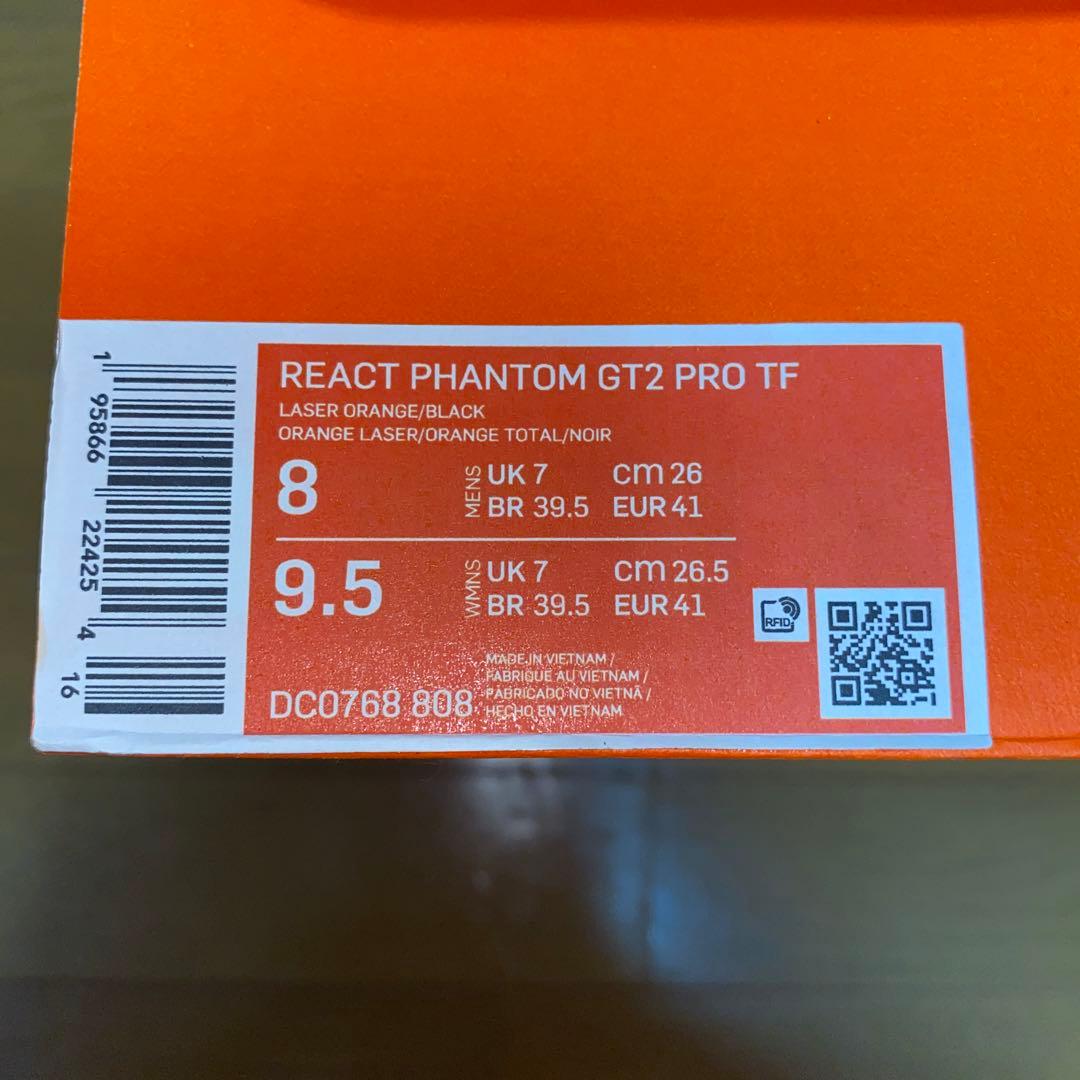 REACT PHANTOM GT2 PRO TF
LASER ORANGE/BLACK
ORANGE LASER/ORANGE TOTAL/NOIR
8 MENS UK 7 cm 26
BR 39.5 EUR 41
9.5 WMNS UK 7 cm 26.5
BR 39.5 EUR 41
MADE IN VIETNAM /
FABRIQUE AU VIETNAM /
FABRICADO NO VIETNÃ /
HECHO EN VIETNAM
DC0768 808
RFID
1 95866 22425 4 16